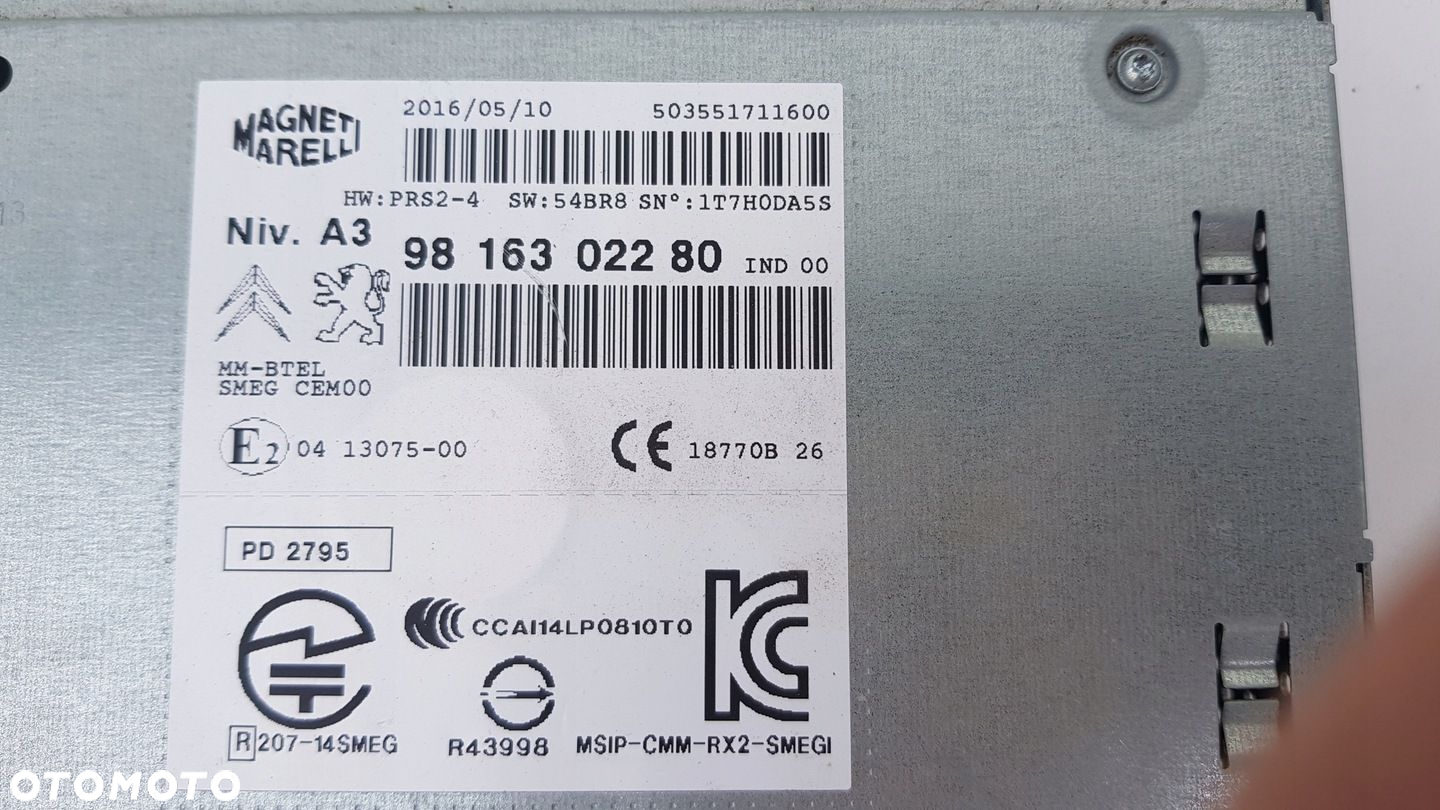 MAGNETI
MARELLI
2016/05/10 503551711600
HW:PRS2-4 SW:54BR8 SN°:1T7H0DA5S
Niv. A3
98 163 022 80 IND 00
MM-BTEL
SMEG CEM00
E2 04 13075-00
CE 18770B 26
PD 2795
CCAI14LP0810T0
R 207-14SMEG
R43998
MSIP-CMM-RX2-SMEGI
OTOMOTO